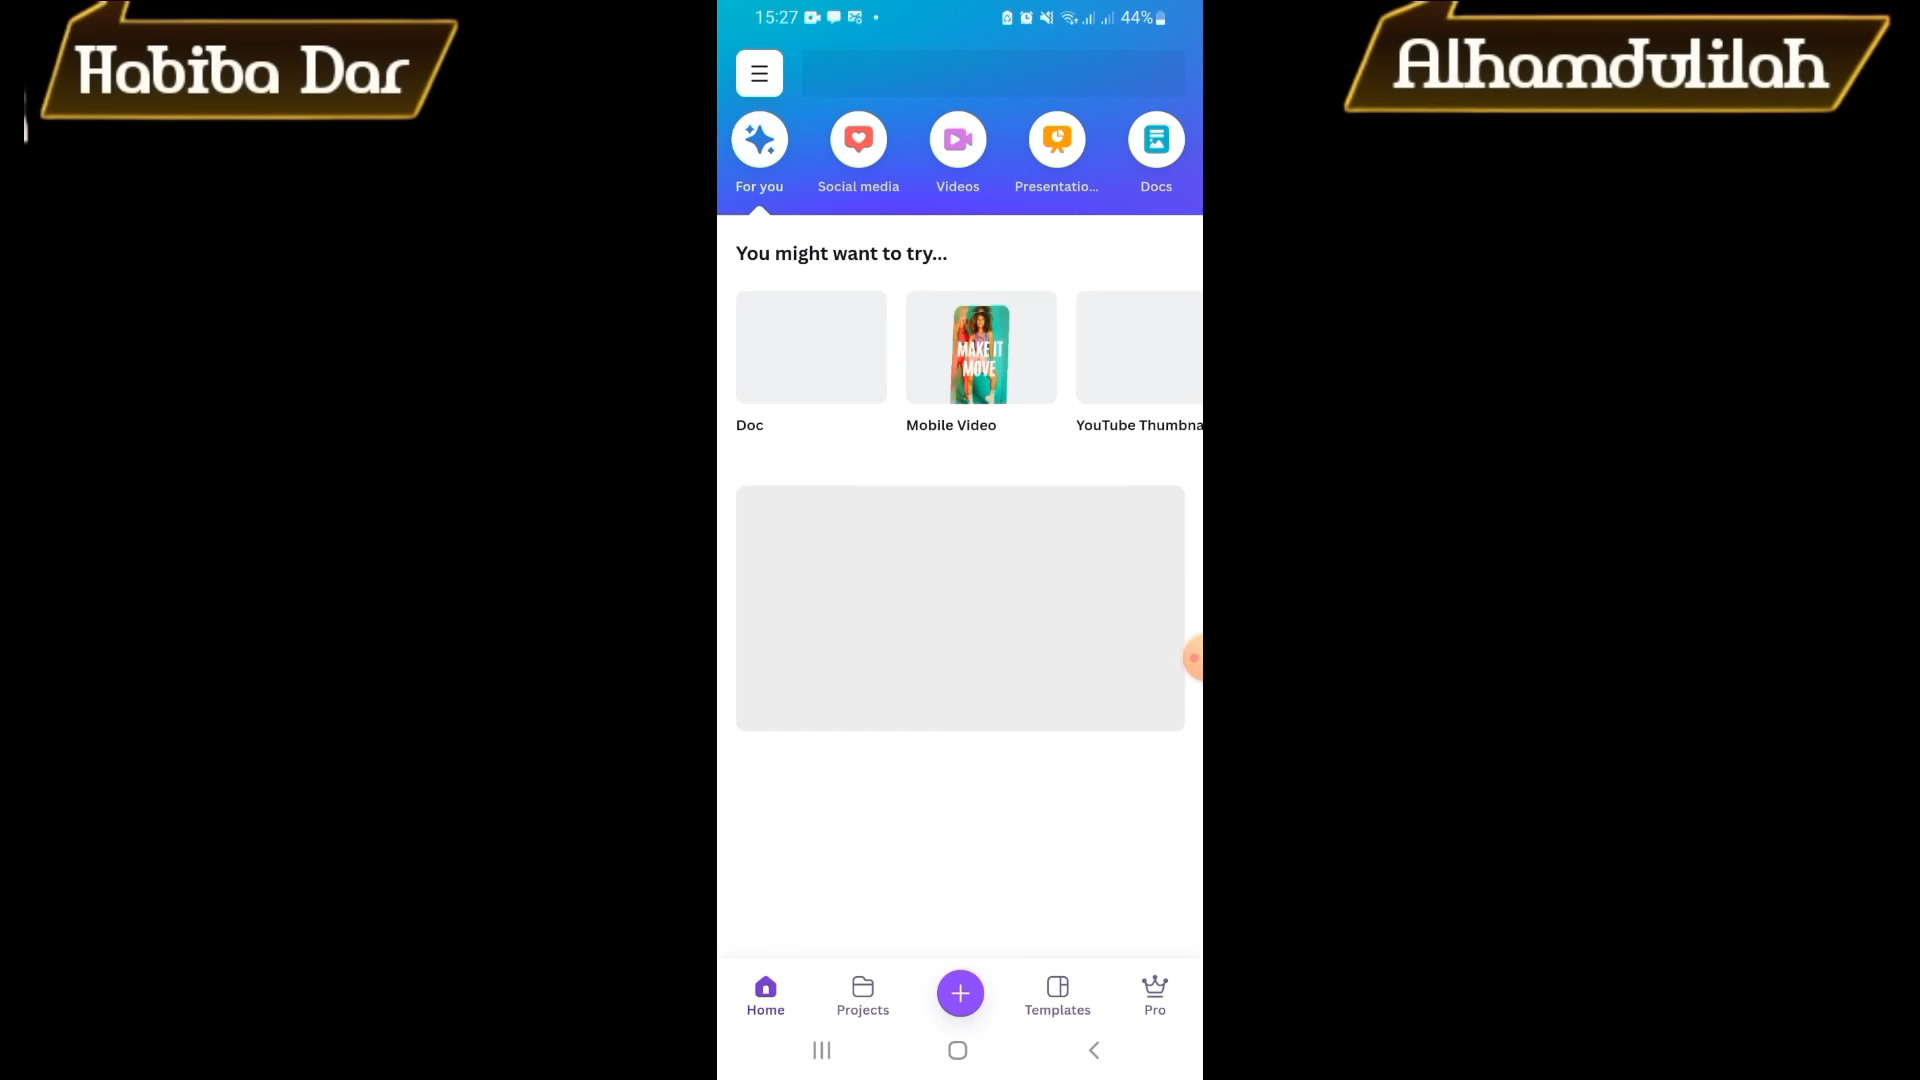 Habiba Dar
Alhamdulilah
15:27
44%
For you
Social media
Videos
Presentatio...
Docs
You might want to try...
MAKE IT
MOVE
Doc
Mobile Video
YouTube Thumbna
Home
Projects
Templates
Pro